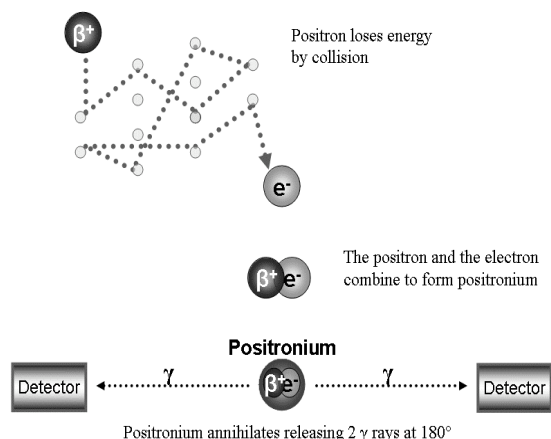 β+
Positron loses energy
by collision
e-
The positron and the electron
combine to form positronium
β+ e-
Positronium
Detector γ β+ e- γ Detector
Positronium annihilates releasing 2 γ rays at 180°